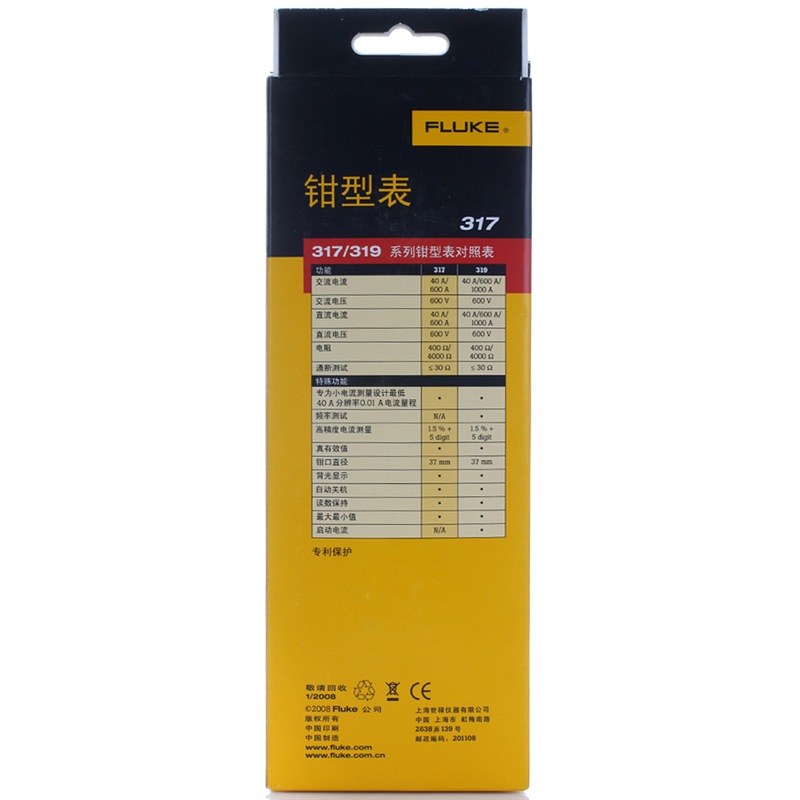 FLUKE®
钳型表
317
317/319 系列钳型表对照表
功能 317 319
交流电流 40 A/ 600 A 40 A/600 A/ 1000 A
交流电压 600 V 600 V
直流电流 40 A/ 600 A 40 A/600 A/ 1000 A
直流电压 600 V 600 V
电阻 400 Ω/ 4000 Ω 400 Ω/ 4000 Ω
通断测试 ≤ 30 Ω ≤ 30 Ω
特殊功能
专为小电流测量设计最低
40 A 分辨率0.01 A 电流量程 • •
频率测试 N/A •
高精度电流测量 1.5 % + 5 digit 1.5 % + 5 digit
真有效值 • •
钳口直径 37 mm 37 mm
背光显示 • •
自动关机 • •
读数保持 • •
最大最小值 • •
启动电流 N/A •
专利保护
敬请回收
1/2008
CE
©2008 Fluke 公司
版权所有
中国印刷
中国制造
www.fluke.com
www.fluke.com.cn
上海世禄仪器有限公司
中国 上海市 虹梅南路
2638弄139号
邮政编码: 201108